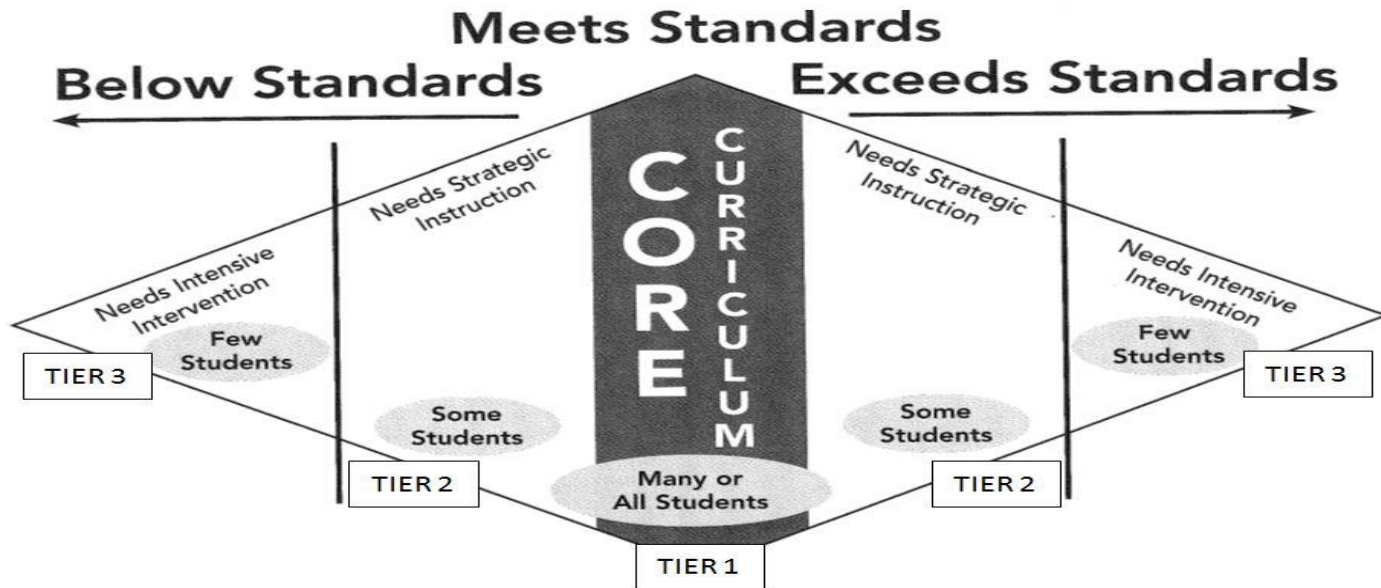 Meets Standards
Below Standards
Exceeds Standards
Needs Strategic
Instruction
CORE
CURRICULUM
Needs Strategic
Instruction
Needs Intensive
Intervention
Needs Intensive
Intervention
Few
Students
Few
Students
TIER 3
TIER 3
Some
Students
Some
Students
TIER 2
TIER 2
Many or
All Students
TIER 1